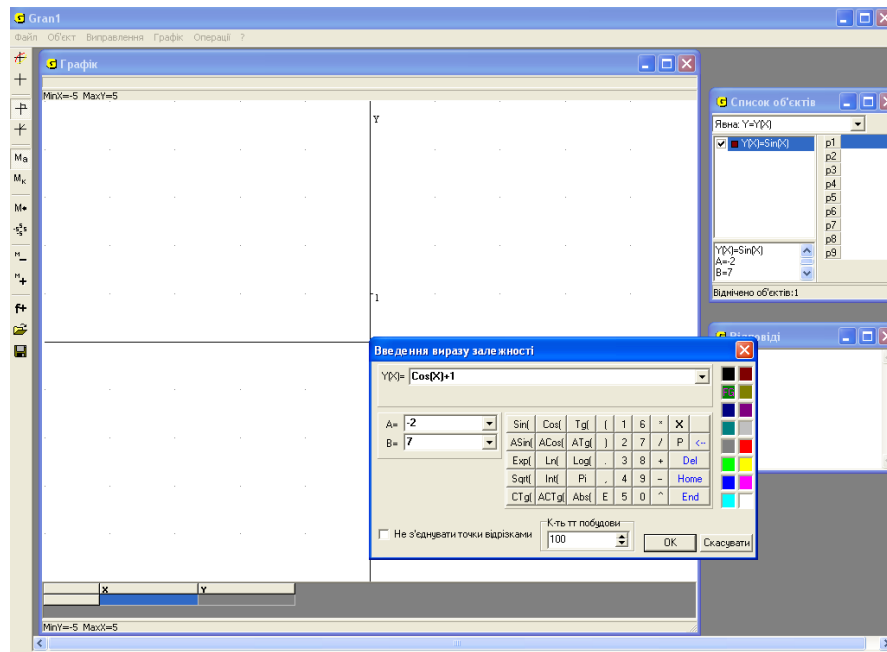 Gran1
Файл Об'єкт Виправлення Графік Операції ?
Графік
MinX=-5 MaxY=5
Y
1
Список об'єктів
Явна: Y=Y(X)
Y(X)=Sin(X)
p1
p2
p3
p4
p5
p6
p7
p8
p9
Y(X)=Sin(X)
A=-2
B=7
Відмічено об'єктів:1
Відповіді
Введення виразу залежності
Y(X)= Cos(X)+1
A= -2
B= 7
Sin( Cos( Tg( ( 1 6 * X
ASin( ACos( ATg( ) 2 7 / P <--
Exp( Ln( Log( . 3 8 + Del
Sqrt( Int( Pi , 4 9 - Home
CTg( ACTg( Abs( E 5 0 ^ End
Не з'єднувати точки відрізками
К-ть тт побудови
100
OK Скасувати
X Y
MinY=-5 MaxX=5
Ma
Mк
M
M
M
f+